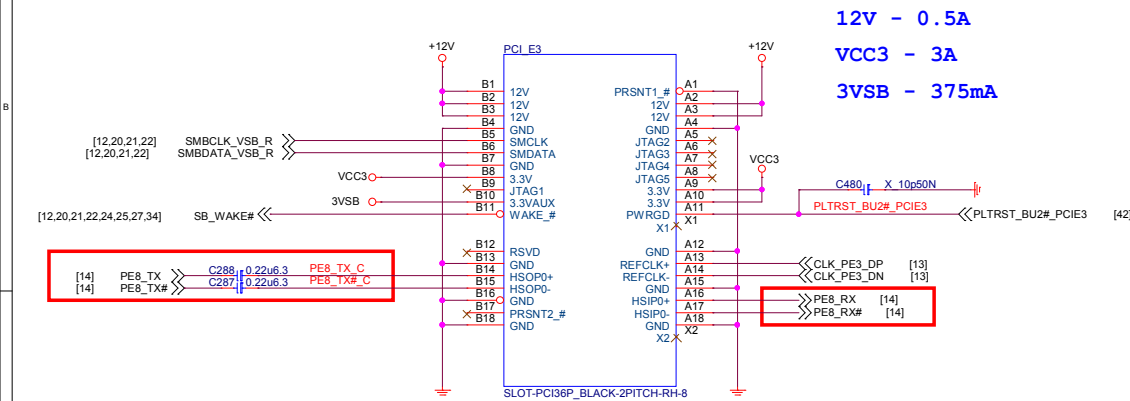 12V - 0.5A
VCC3 - 3A
3VSB - 375mA
B
+12V
PCI_E3
+12V
B1 12V
B2 12V
B3 12V
B4 GND
B5 SMCLK
B6 SMDATA
B7 GND
B8 3.3V
B9 JTAG1
B10 3.3VAUX
B11 WAKE_#
B12 RSVD
B13 GND
B14 HSOP0+
B15 HSOP0-
B16 GND
B17 PRSNT2_#
B18 GND
PRSNT1_# A1
12V A2
12V A3
GND A4
JTAG2 A5
JTAG3 A6
JTAG4 A7
JTAG5 A8
3.3V A9
3.3V A10
PWRGD A11
X1 X1
GND A12
REFCLK+ A13
REFCLK- A14
GND A15
HSIP0+ A16
HSIP0- A17
GND A18
X2 X2
[12,20,21,22] SMBCLK_VSB_R
[12,20,21,22] SMBDATA_VSB_R
VCC3
3VSB
[12,20,21,22,24,25,27,34] SB_WAKE#
[14] PE8_TX C288 0.22u6.3 PE8_TX_C
[14] PE8_TX# C287 0.22u6.3 PE8_TX#_C
VCC3
C480 X_10p50N
PLTRST_BU2#_PCIE3
PLTRST_BU2#_PCIE3 [42]
CLK_PE3_DP [13]
CLK_PE3_DN [13]
PE8_RX [14]
PE8_RX# [14]
SLOT-PCI36P_BLACK-2PITCH-RH-8